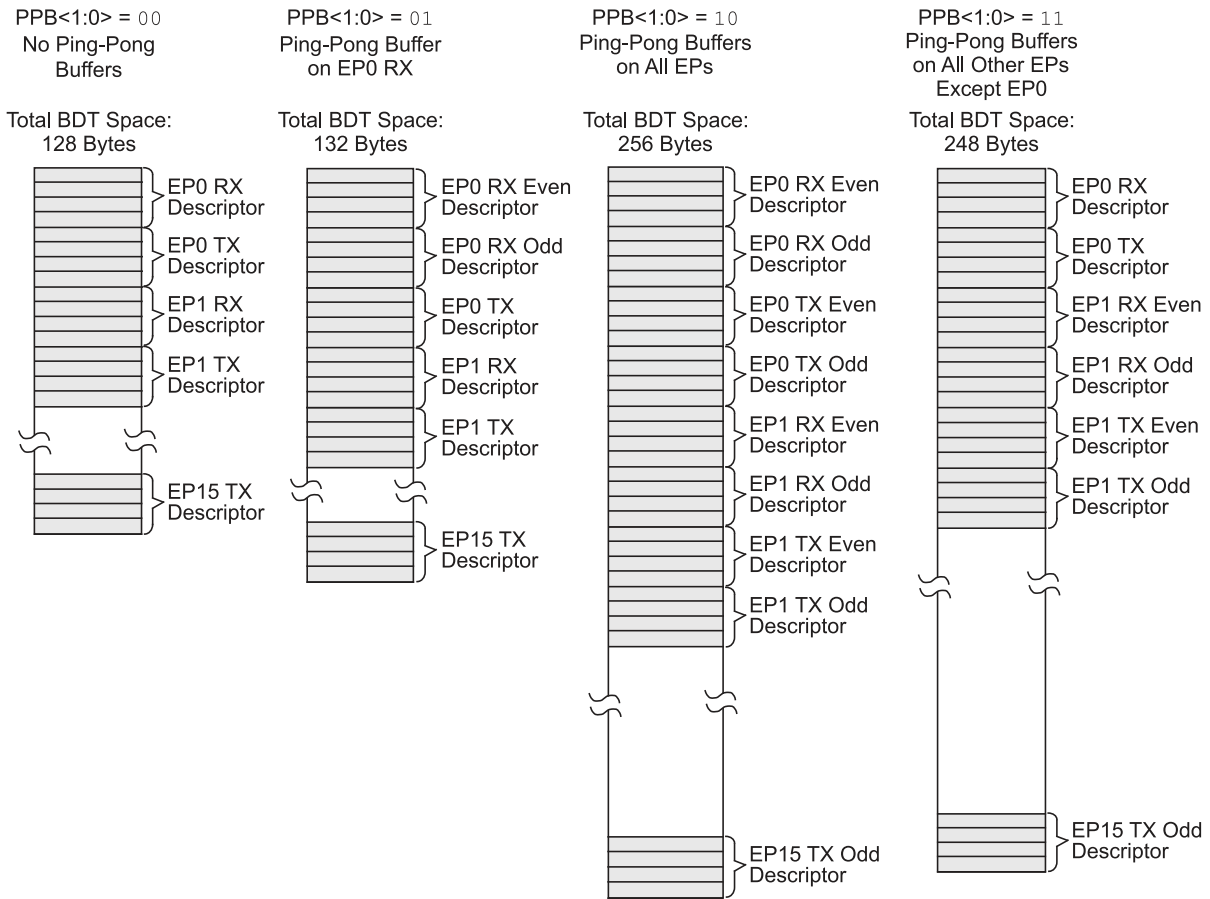 PPB<1:0> = 00
No Ping-Pong
Buffers
Total BDT Space:
128 Bytes
EP0 RX
Descriptor
EP0 TX
Descriptor
EP1 RX
Descriptor
EP1 TX
Descriptor
EP15 TX
Descriptor
PPB<1:0> = 01
Ping-Pong Buffer
on EP0 RX
Total BDT Space:
132 Bytes
EP0 RX Even
Descriptor
EP0 RX Odd
Descriptor
EP0 TX
Descriptor
EP1 RX
Descriptor
EP1 TX
Descriptor
EP15 TX
Descriptor
PPB<1:0> = 10
Ping-Pong Buffers
on All EPs
Total BDT Space:
256 Bytes
EP0 RX Even
Descriptor
EP0 RX Odd
Descriptor
EP0 TX Even
Descriptor
EP0 TX Odd
Descriptor
EP1 RX Even
Descriptor
EP1 RX Odd
Descriptor
EP1 TX Even
Descriptor
EP1 TX Odd
Descriptor
EP15 TX Odd
Descriptor
PPB<1:0> = 11
Ping-Pong Buffers
on All Other EPs
Except EP0
Total BDT Space:
248 Bytes
EP0 RX
Descriptor
EP0 TX
Descriptor
EP1 RX Even
Descriptor
EP1 RX Odd
Descriptor
EP1 TX Even
Descriptor
EP1 TX Odd
Descriptor
EP15 TX Odd
Descriptor